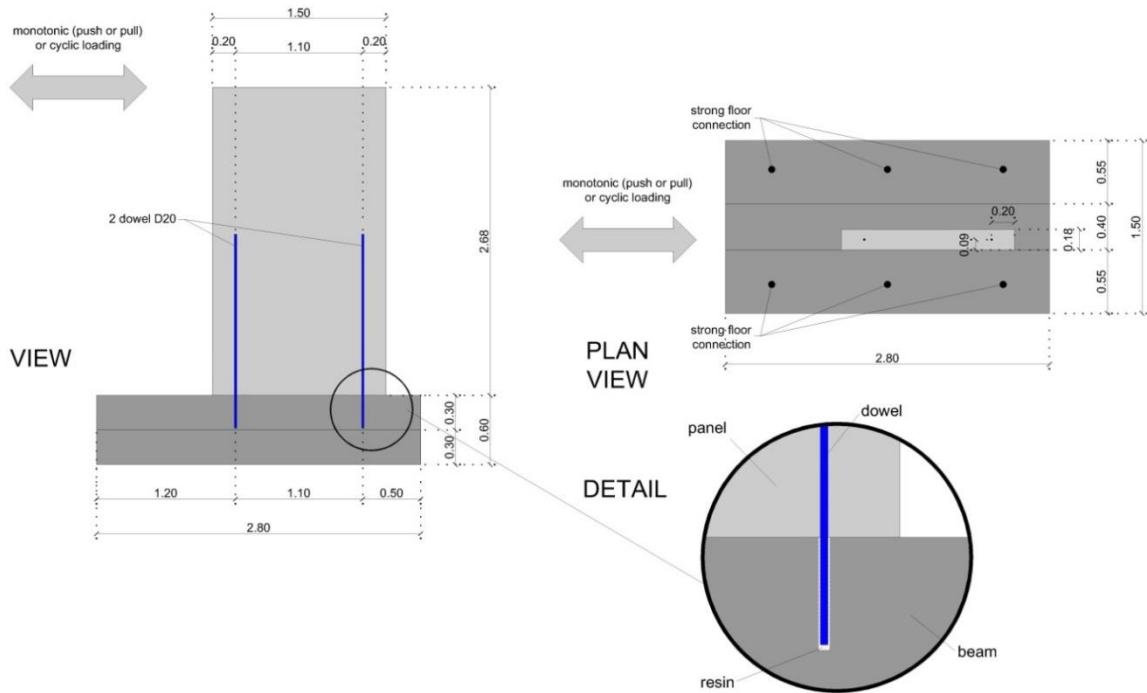 1.50
monotonic (push or pull)
or cyclic loading
0.20
1.10
0.20
2 dowel D20
2.68
VIEW
0.30
0.30
0.60
1.20
1.10
0.50
2.80
strong floor
connection
monotonic (push or pull)
or cyclic loading
0.20
0.09
0.18
0.55
0.40
0.55
1.50
strong floor
connection
PLAN
VIEW
2.80
panel
dowel
DETAIL
resin
beam